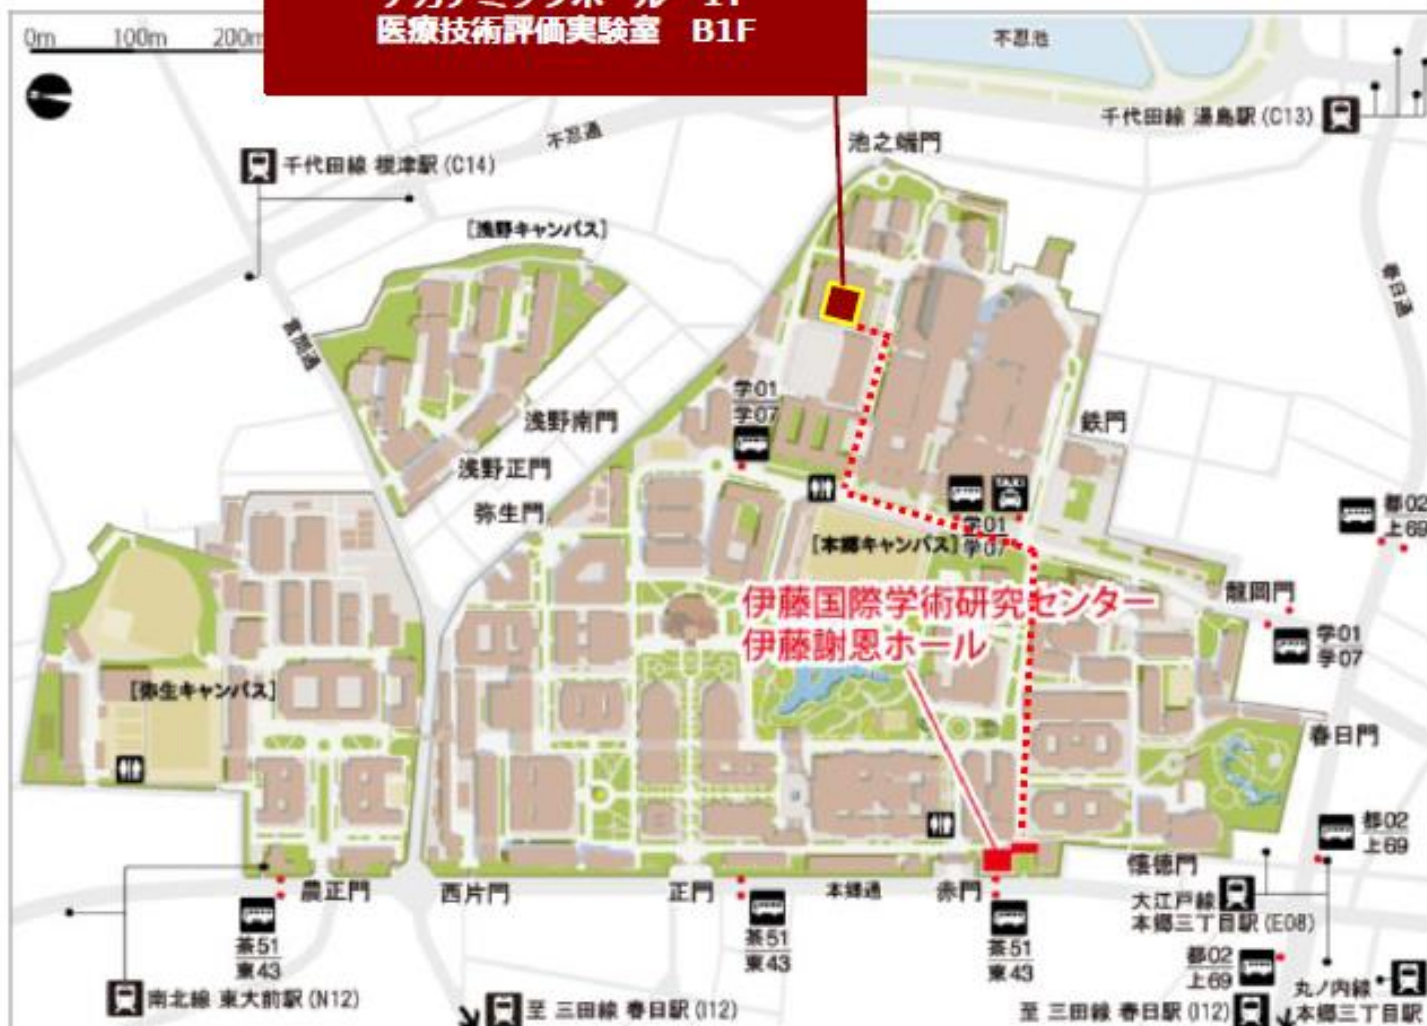 医療技術評価実験室 B1F
0m 100m 200m
不忍池
千代田線 湯島駅 (C13)
不忍通
池之端門
千代田線 根津駅 (C14)
[浅野キャンパス]
春日通
言問通
学01
学07
浅野南門
鉄門
浅野正門
弥生門
TAXI
学01
学07
[本郷キャンパス]
都02
上69
龍岡門
伊藤国際学術研究センター
伊藤謝恩ホール
学01
学07
[弥生キャンパス]
春日門
都02
上69
懐徳門
農正門
西片門
正門
本郷通
赤門
大江戸線
本郷三丁目駅 (E08)
茶51
東43
茶51
東43
茶51
東43
都02
上69
丸ノ内線
本郷三丁目駅
南北線 東大前駅 (N12)
至 三田線 春日駅 (I12)
至 三田線 春日駅 (I12)